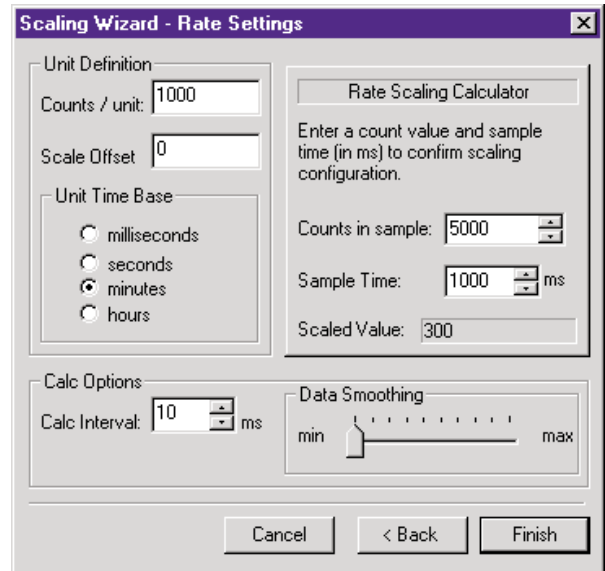 Scaling Wizard - Rate Settings
Unit Definition
Counts / unit: 1000
Scale Offset 0
Unit Time Base
milliseconds
seconds
minutes
hours
Rate Scaling Calculator
Enter a count value and sample
time (in ms) to confirm scaling
configuration.
Counts in sample: 5000
Sample Time: 1000 ms
Scaled Value: 300
Calc Options
Calc Interval: 10 ms
Data Smoothing
min max
Cancel < Back Finish